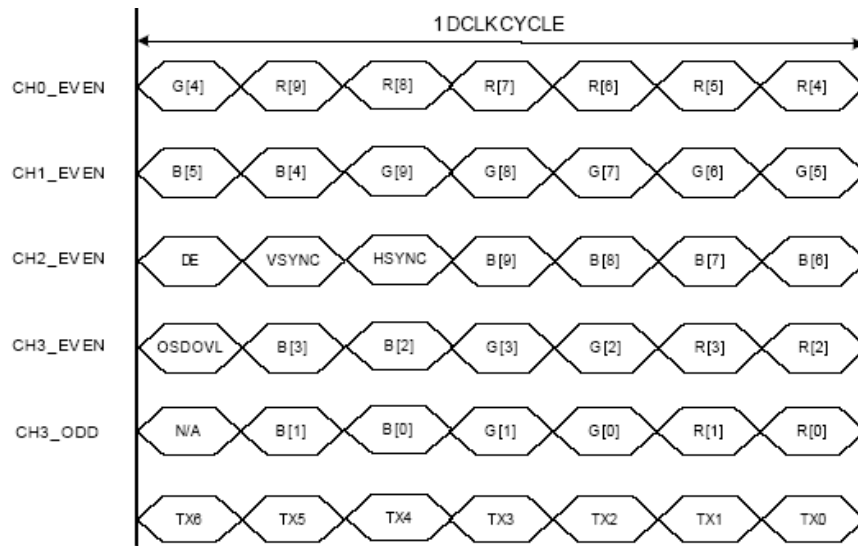 1DCLKCYCLE
CH0_EVEN G[4] R[9] R[8] R[7] R[6] R[5] R[4]
CH1_EVEN B[5] B[4] G[9] G[8] G[7] G[6] G[5]
CH2_EVEN DE VSYNC HSYNC B[9] B[8] B[7] B[6]
CH3_EVEN OSDOVL B[3] B[2] G[3] G[2] R[3] R[2]
CH3_ODD N/A B[1] B[0] G[1] G[0] R[1] R[0]
TX6 TX5 TX4 TX3 TX2 TX1 TX0